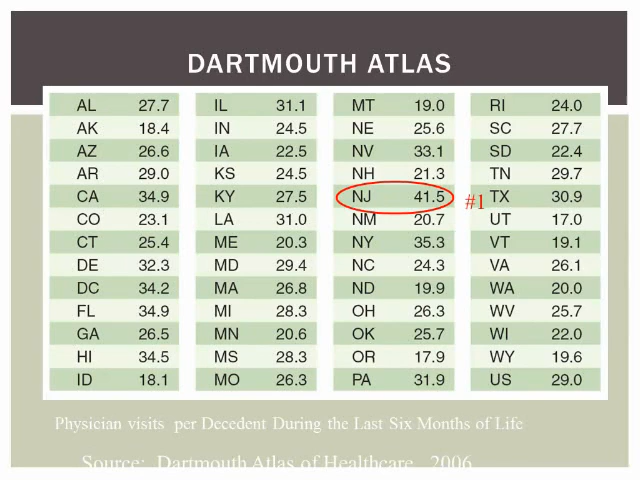 DARTMOUTH ATLAS
AL 27.7 IL 31.1 MT 19.0 RI 24.0
AK 18.4 IN 24.5 NE 25.6 SC 27.7
AZ 26.6 IA 22.5 NV 33.1 SD 22.4
AR 29.0 KS 24.5 NH 21.3 TN 29.7
CA 34.9 KY 27.5 NJ 41.5 #1 TX 30.9
CO 23.1 LA 31.0 NM 20.7 UT 17.0
CT 25.4 ME 20.3 NY 35.3 VT 19.1
DE 32.3 MD 29.4 NC 24.3 VA 26.1
DC 34.2 MA 26.8 ND 19.9 WA 20.0
FL 34.9 MI 28.3 OH 26.3 WV 25.7
GA 26.5 MN 20.6 OK 25.7 WI 22.0
HI 34.5 MS 28.3 OR 17.9 WY 19.6
ID 18.1 MO 26.3 PA 31.9 US 29.0
Physician visits per Decedent During the Last Six Months of Life
Source: Dartmouth Atlas of Healthcare 2006